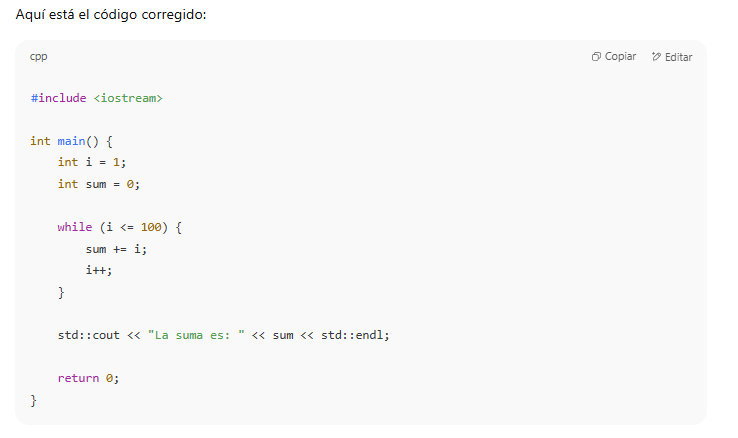 Aquí está el código corregido:
cpp
Copiar
Editar
#include <iostream>
int main() {
    int i = 1;
    int sum = 0;
    while (i <= 100) {
        sum += i;
        i++;
    }
    std::cout << "La suma es: " << sum << std::endl;
    return 0;
}